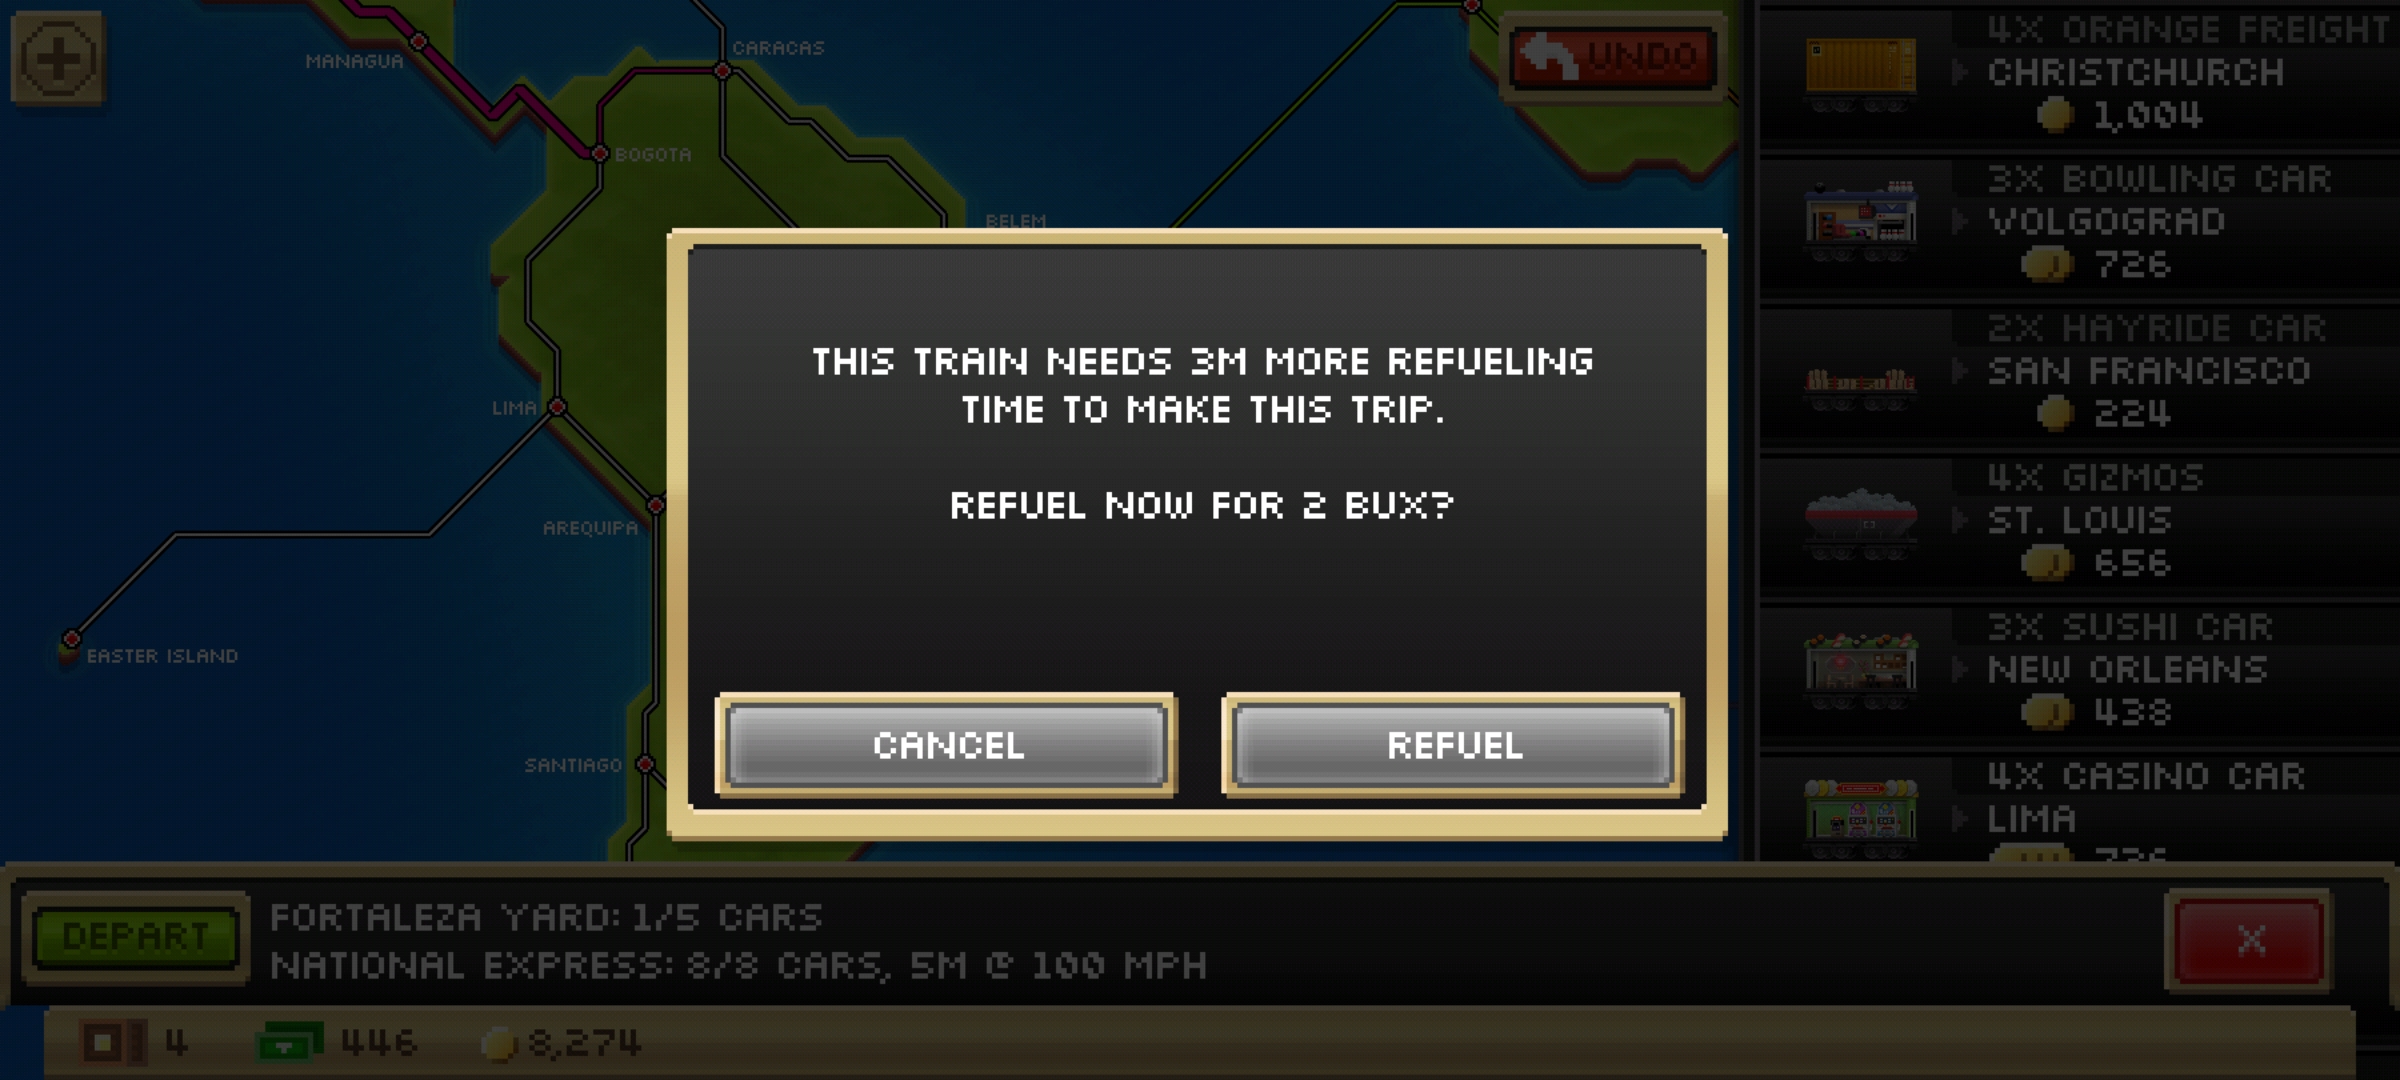 MANAGUA
CARACAS
BOGOTA
BELEM
LIMA
AREQUIPA
EASTER ISLAND
SANTIAGO
UNDO
4X ORANGE FREIGHT
CHRISTCHURCH
1,004
3X BOWLING CAR
VOLGOGRAD
726
2X HAYRIDE CAR
SAN FRANCISCO
224
4X GIZMOS
ST. LOUIS
656
3X SUSHI CAR
NEW ORLEANS
438
4X CASINO CAR
LIMA
THIS TRAIN NEEDS 3M MORE REFUELING
TIME TO MAKE THIS TRIP.
REFUEL NOW FOR 2 BUX?
CANCEL
REFUEL
DEPART
FORTALEZA YARD: 1/5 CARS
NATIONAL EXPRESS: 8/8 CARS, 5M @ 100 MPH
X
4
446
8,274